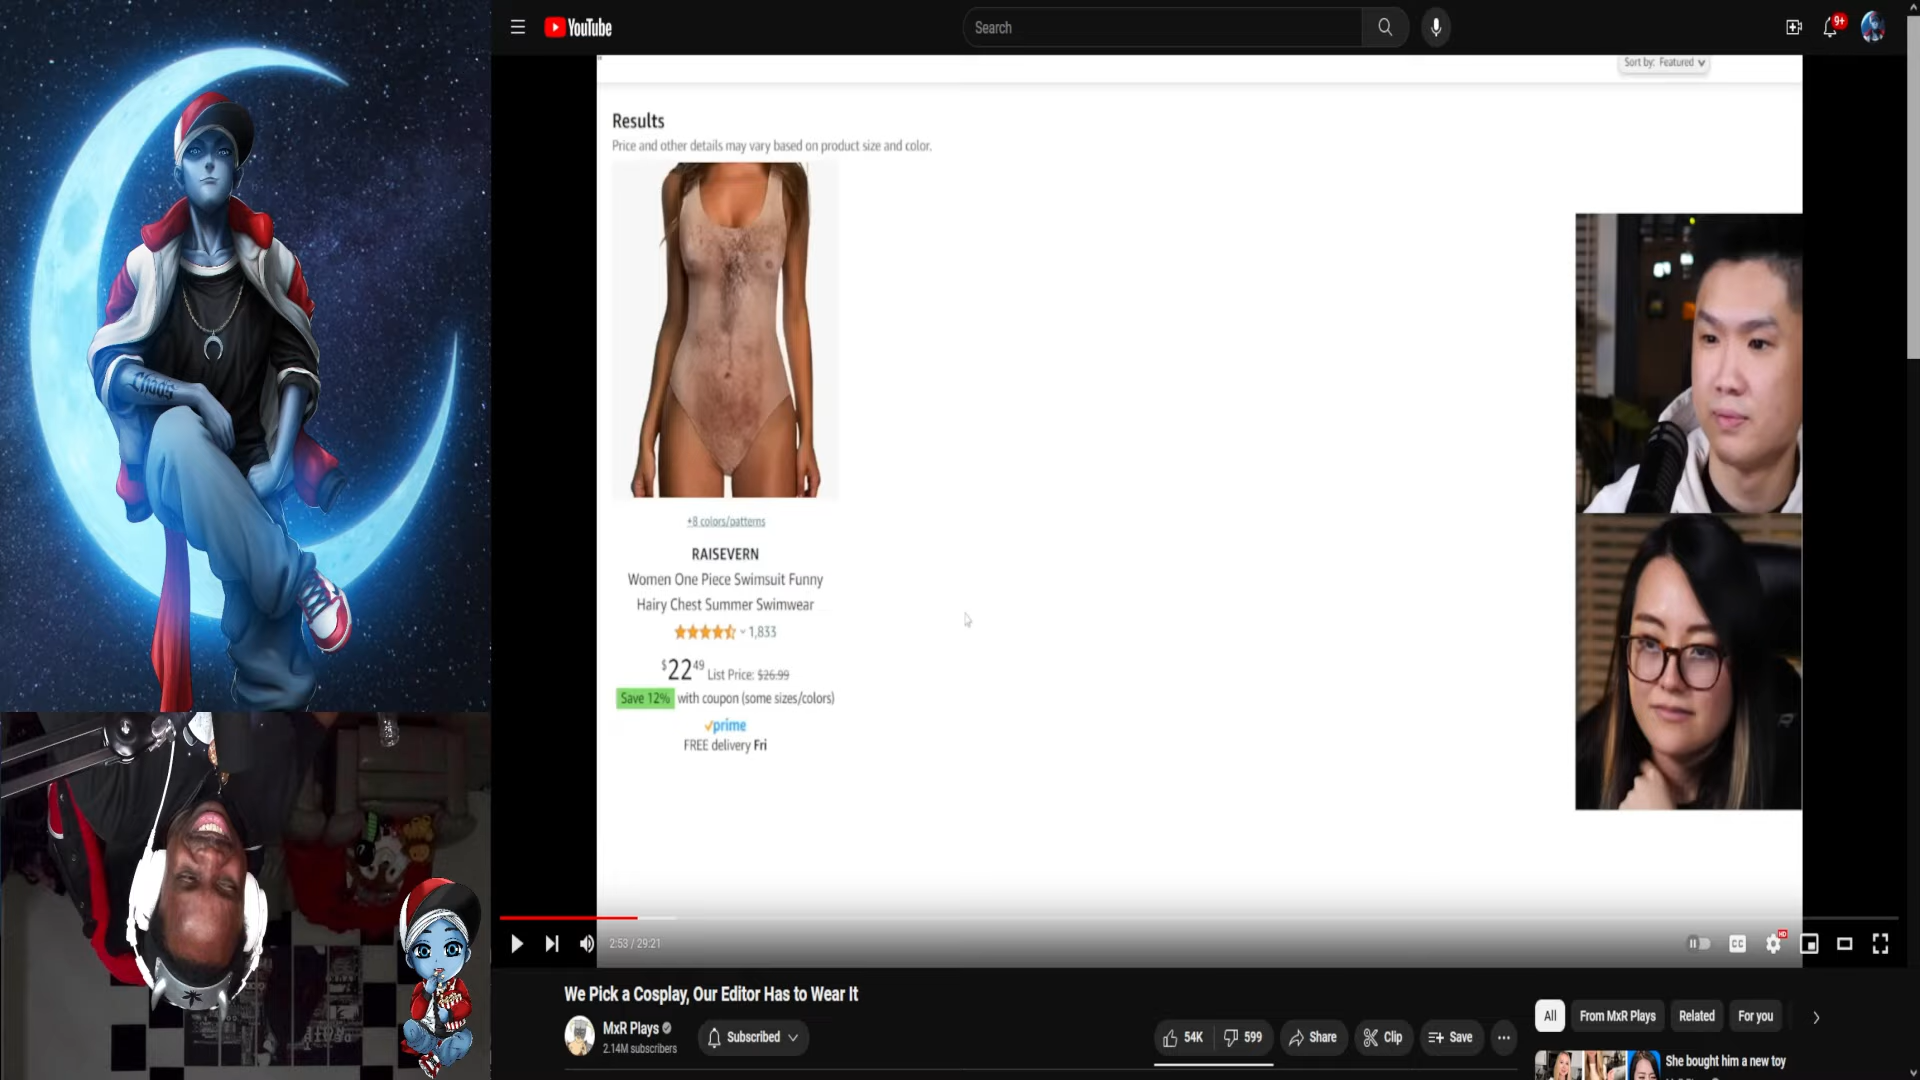 YouTube
Search
9+
Sort by: Featured
Results
Price and other details may vary based on product size and color.
+8 colors/patterns
RAISEVERN
Women One Piece Swimsuit Funny
Hairy Chest Summer Swimwear
1,833
$22 49 List Price: $26.99
Save 12% with coupon (some sizes/colors)
prime
FREE delivery Fri
chaos
2:53 / 29:21
CC
HD
We Pick a Cosplay, Our Editor Has to Wear It
MxR Plays
2.14M subscribers
Subscribed
54K
599
Share
Clip
Save
All
From MxR Plays
Related
For you
She bought him a new toy